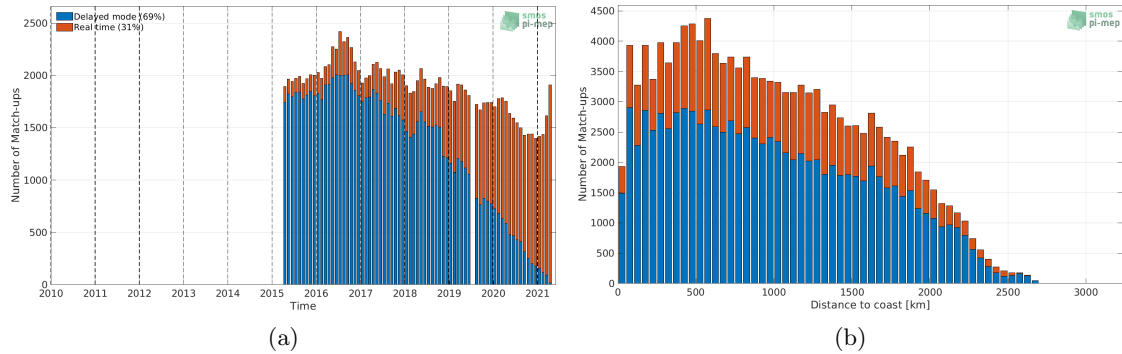 Delayed mode (69%)
Real time (31%)
smos
pi-mep
2500
2000
1500
1000
500
0
Number of Match-ups
2010 2011 2012 2013 2014 2015 2016 2017 2018 2019 2020 2021
Time
(a)
smos
pi-mep
4500
4000
3500
3000
2500
2000
1500
1000
500
0
Number of Match-ups
0 500 1000 1500 2000 2500 3000
Distance to coast [km]
(b)